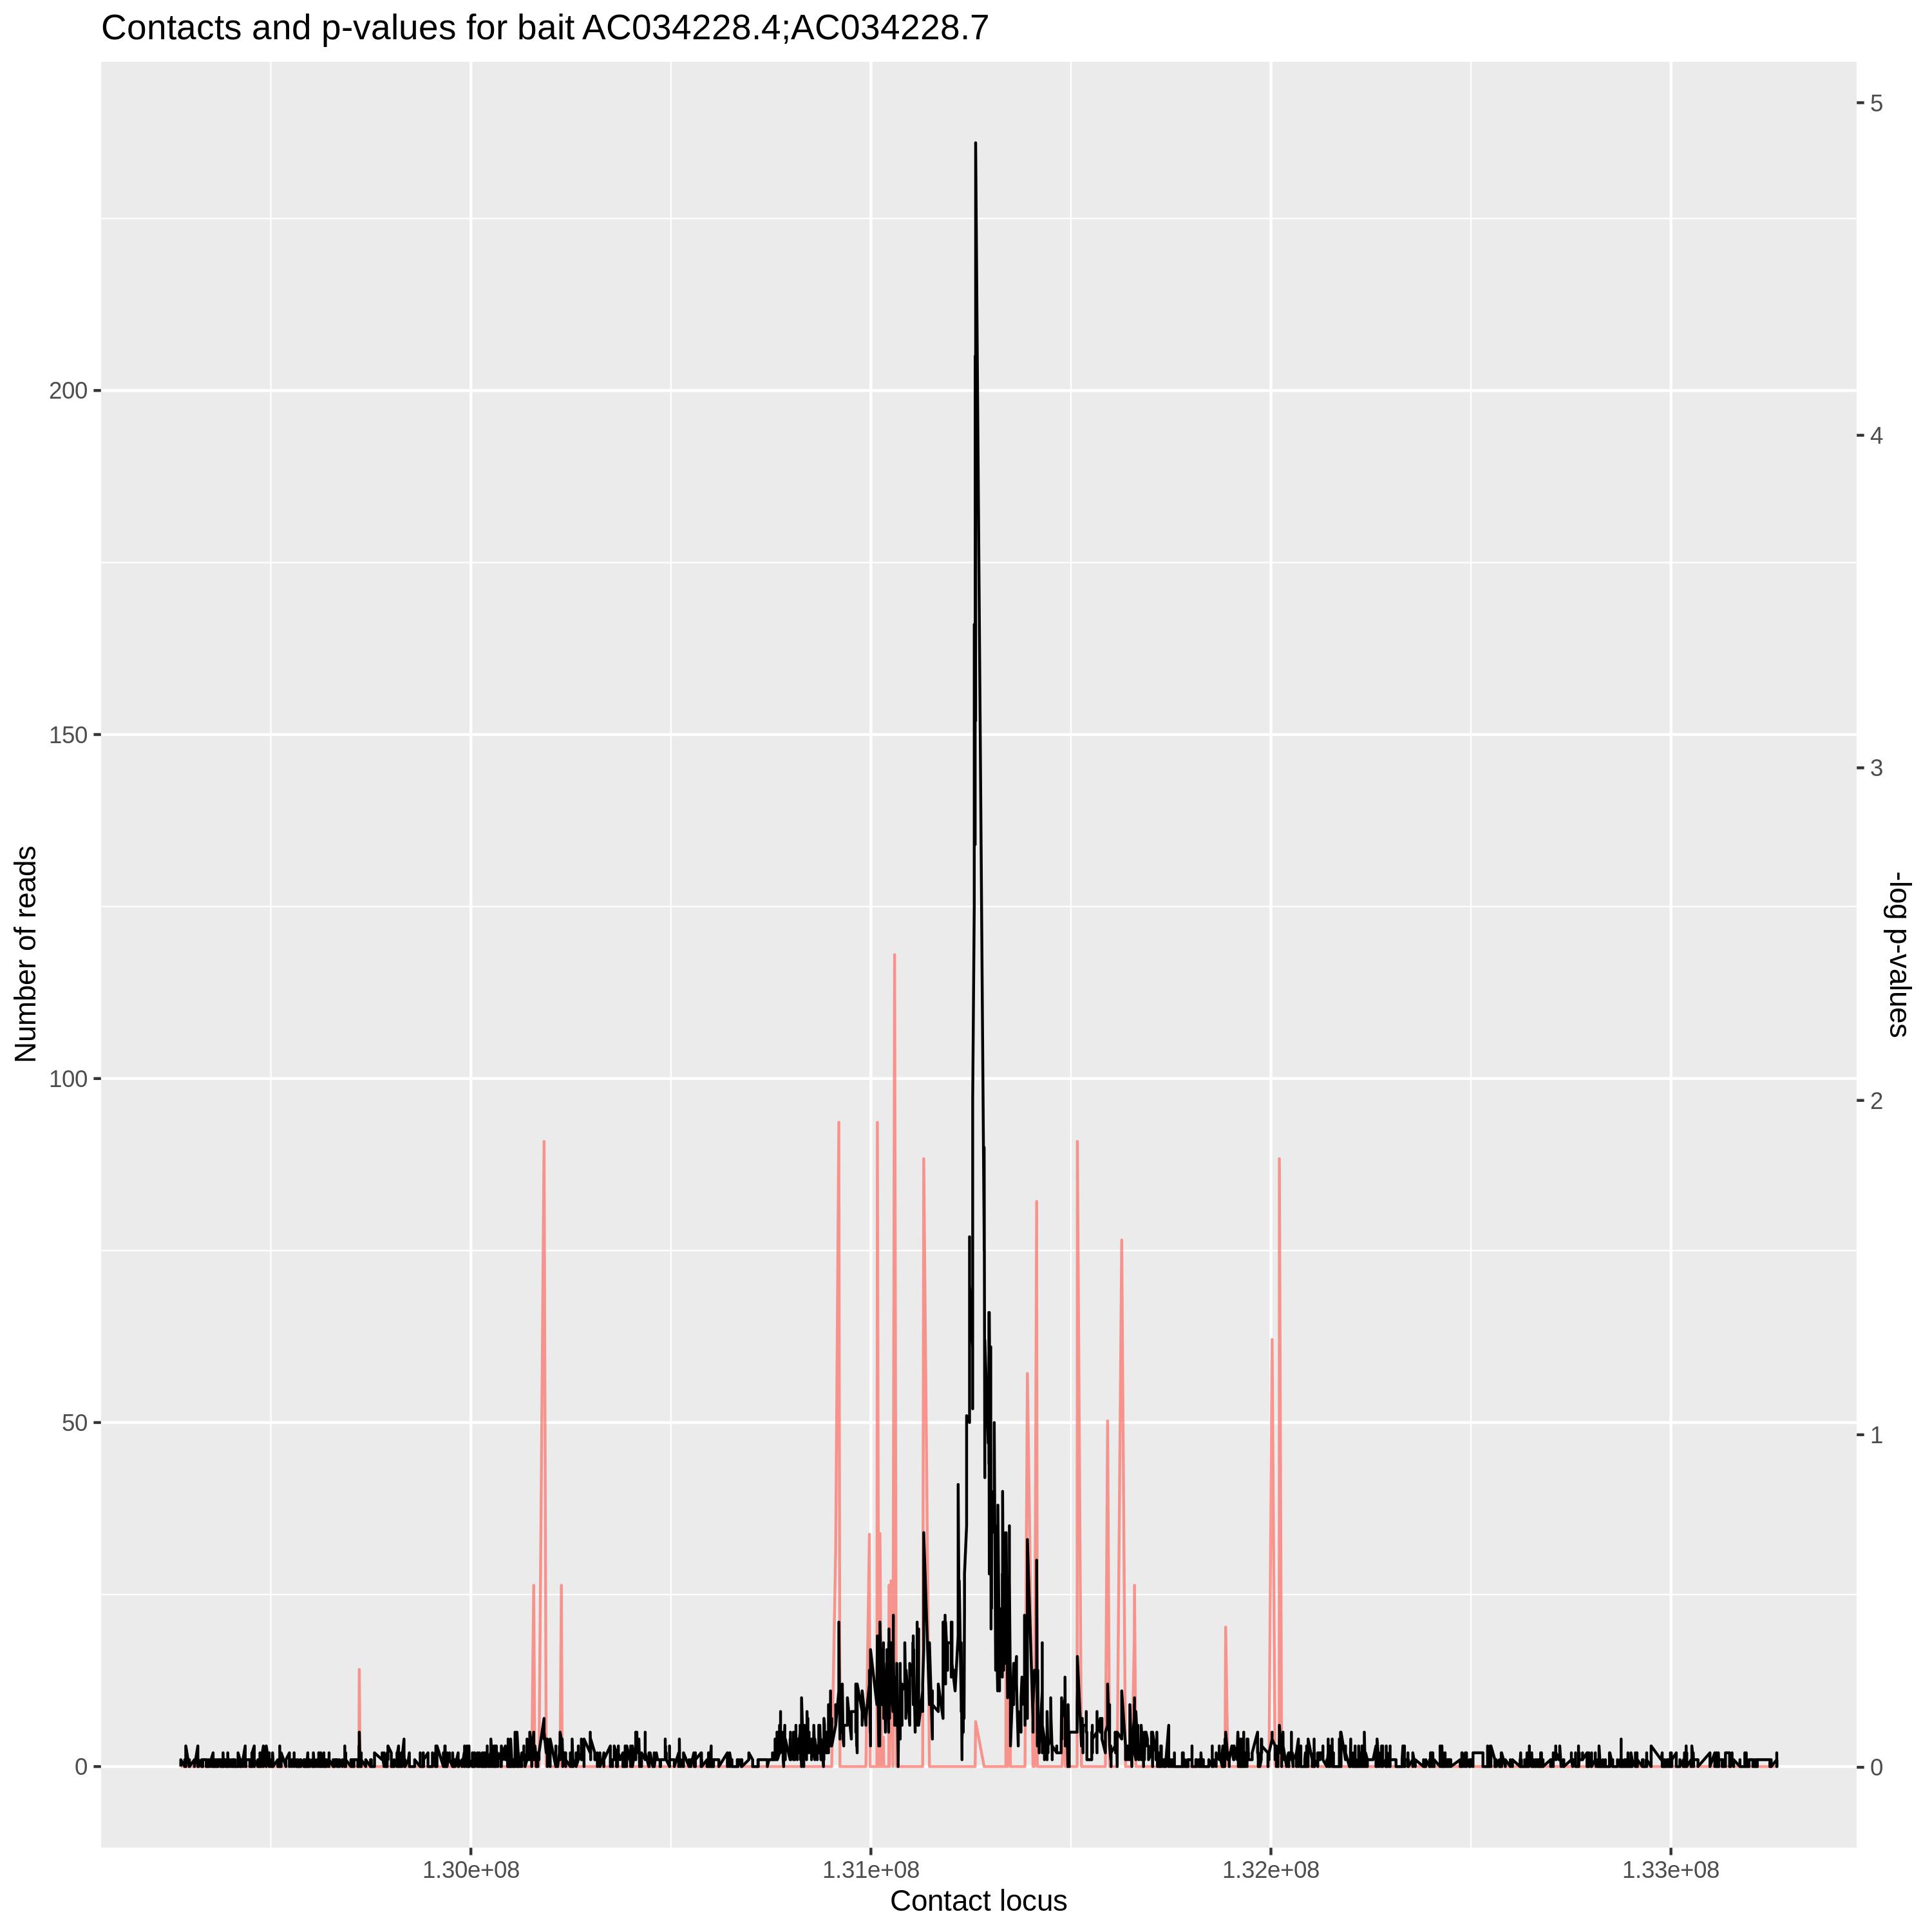 Contacts and p-values for bait AC034228.4;AC034228.7
5
4
3
2
1
0
200
150
100
50
0
Number of reads
-log p-values
1.30e+08
1.31e+08
1.32e+08
1.33e+08
Contact locus